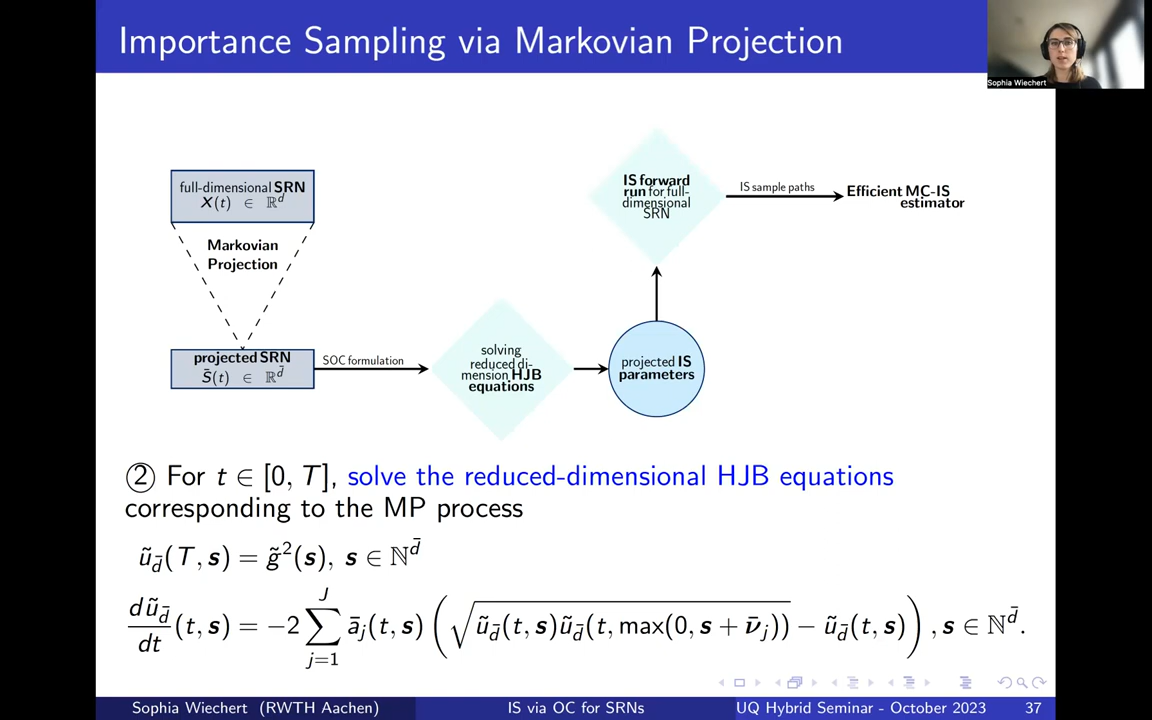 Importance Sampling via Markovian Projection
Sophia Wiechert
full-dimensional SRN
X(t) ∈ ℝ^d
Markovian
Projection
projected SRN
S̄(t) ∈ ℝ^d̄
SOC formulation
solving
reduced di-
mension HJB
equations
projected IS
parameters
IS forward
run for full-
dimensional
SRN
IS sample paths
Efficient MC-IS
estimator
② For t ∈ [0, T], solve the reduced-dimensional HJB equations
corresponding to the MP process
ũ_d̄(T, s) = g̃²(s), s ∈ ℕ^d̄
dũ_d̄/dt (t, s) = −2 ∑_{j=1}^{J} ā_j(t, s) (√(ũ_d̄(t, s)ũ_d̄(t, max(0, s + ν̄_j))) − ũ_d̄(t, s)), s ∈ ℕ^d̄.
Sophia Wiechert (RWTH Aachen) IS via OC for SRNs UQ Hybrid Seminar - October 2023 37